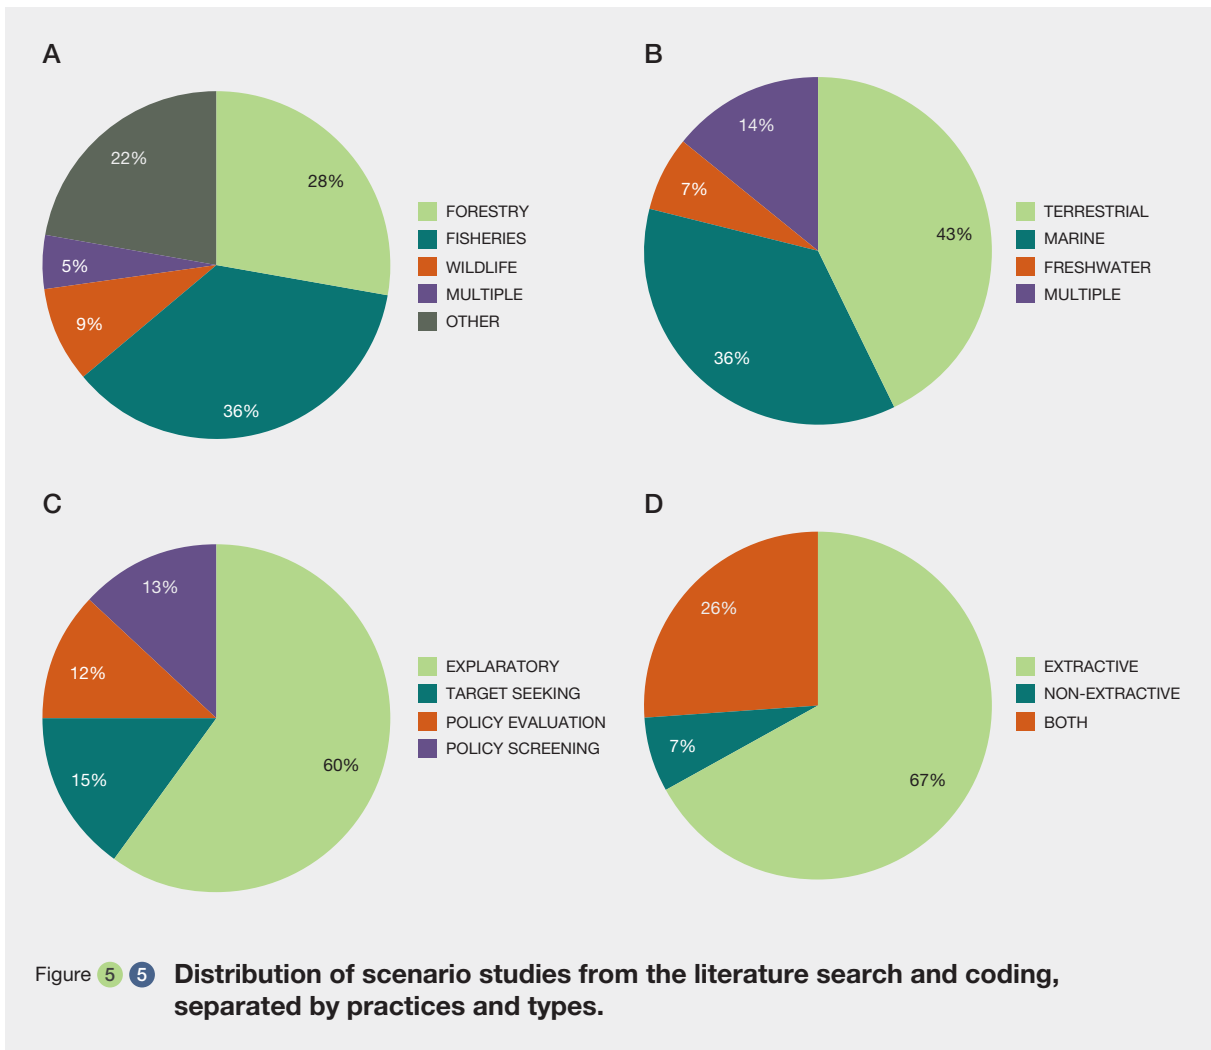 A
22%
28%
5%
9%
36%
FORESTRY
FISHERIES
WILDLIFE
MULTIPLE
OTHER
B
14%
7%
43%
36%
TERRESTRIAL
MARINE
FRESHWATER
MULTIPLE
C
13%
12%
15%
60%
EXPLARATORY
TARGET SEEKING
POLICY EVALUATION
POLICY SCREENING
D
26%
7%
67%
EXTRACTIVE
NON-EXTRACTIVE
BOTH
Figure 5 5 Distribution of scenario studies from the literature search and coding,
separated by practices and types.